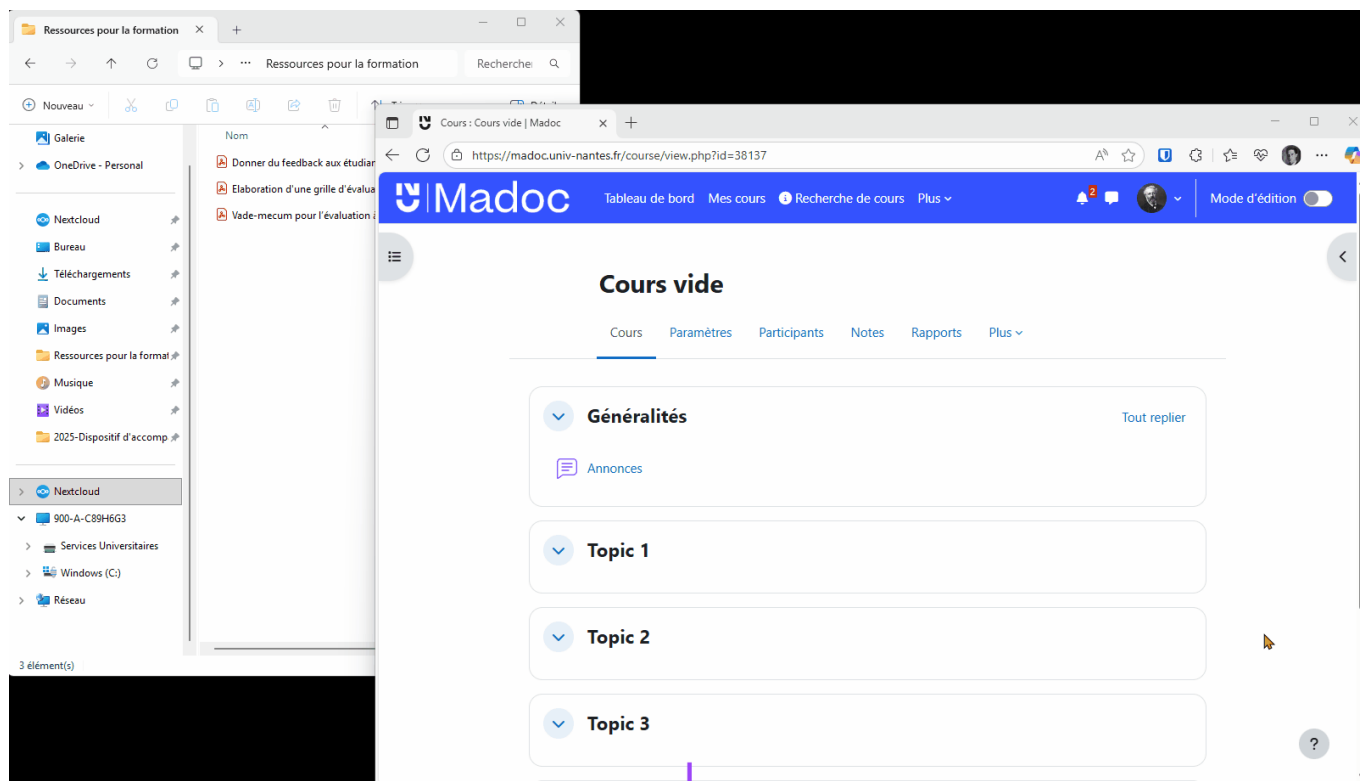 Ressources pour la formation
Ressources pour la formation
Recherche
Nouveau
Galerie
OneDrive - Personal
Nextcloud
Bureau
Téléchargements
Documents
Images
Ressources pour la format
Musique
Vidéos
2025-Dispositif d'accomp
Nextcloud
900-A-C89H6G3
Services Universitaires
Windows (C:)
Réseau
3 élément(s)
Nom
Donner du feedback aux étudiar
Elaboration d'une grille d'évalua
Vade-mecum pour l'évaluation
Cours : Cours vide | Madoc
https://madoc.univ-nantes.fr/course/view.php?id=38137
Madoc
Tableau de bord Mes cours Recherche de cours Plus
2
Mode d'édition
Cours vide
Cours Paramètres Participants Notes Rapports Plus
Généralités
Tout replier
Annonces
Topic 1
Topic 2
Topic 3
?